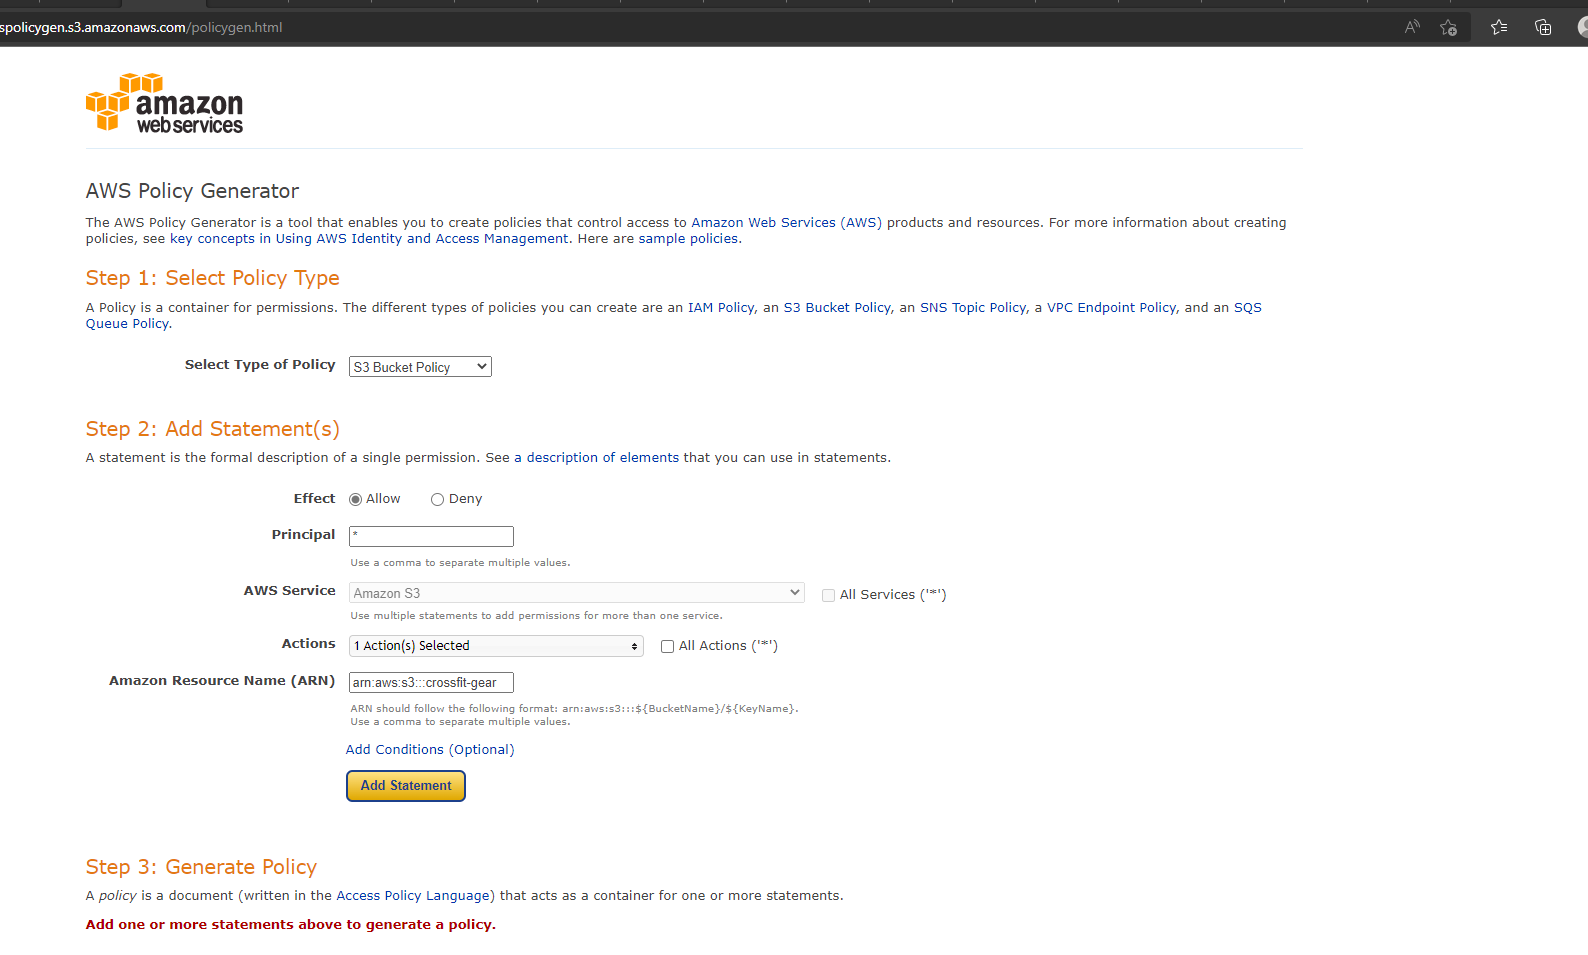 spolicygen.s3.amazonaws.com/policygen.html
amazon
webservices
AWS Policy Generator
The AWS Policy Generator is a tool that enables you to create policies that control access to Amazon Web Services (AWS) products and resources. For more information about creating
policies, see key concepts in Using AWS Identity and Access Management. Here are sample policies.
Step 1: Select Policy Type
A Policy is a container for permissions. The different types of policies you can create are an IAM Policy, an S3 Bucket Policy, an SNS Topic Policy, a VPC Endpoint Policy, and an SQS
Queue Policy.
Select Type of Policy S3 Bucket Policy
Step 2: Add Statement(s)
A statement is the formal description of a single permission. See a description of elements that you can use in statements.
Effect Allow Deny
Principal *
Use a comma to separate multiple values.
AWS Service Amazon S3 All Services ('*')
Use multiple statements to add permissions for more than one service.
Actions 1 Action(s) Selected All Actions ('*')
Amazon Resource Name (ARN) arn:aws:s3:::crossfit-gear
ARN should follow the following format: arn:aws:s3:::${BucketName}/${KeyName}.
Use a comma to separate multiple values.
Add Conditions (Optional)
Add Statement
Step 3: Generate Policy
A policy is a document (written in the Access Policy Language) that acts as a container for one or more statements.
Add one or more statements above to generate a policy.